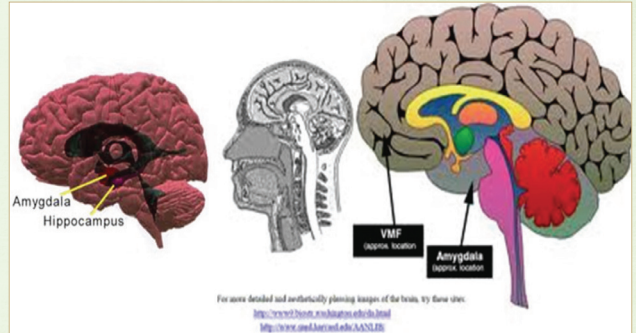 Amygdala
Hippocampus
VMF
(approx. location
Amygdala
(approx. location
For more detailed and aesthetically pleasing images of the brain, try these sites: